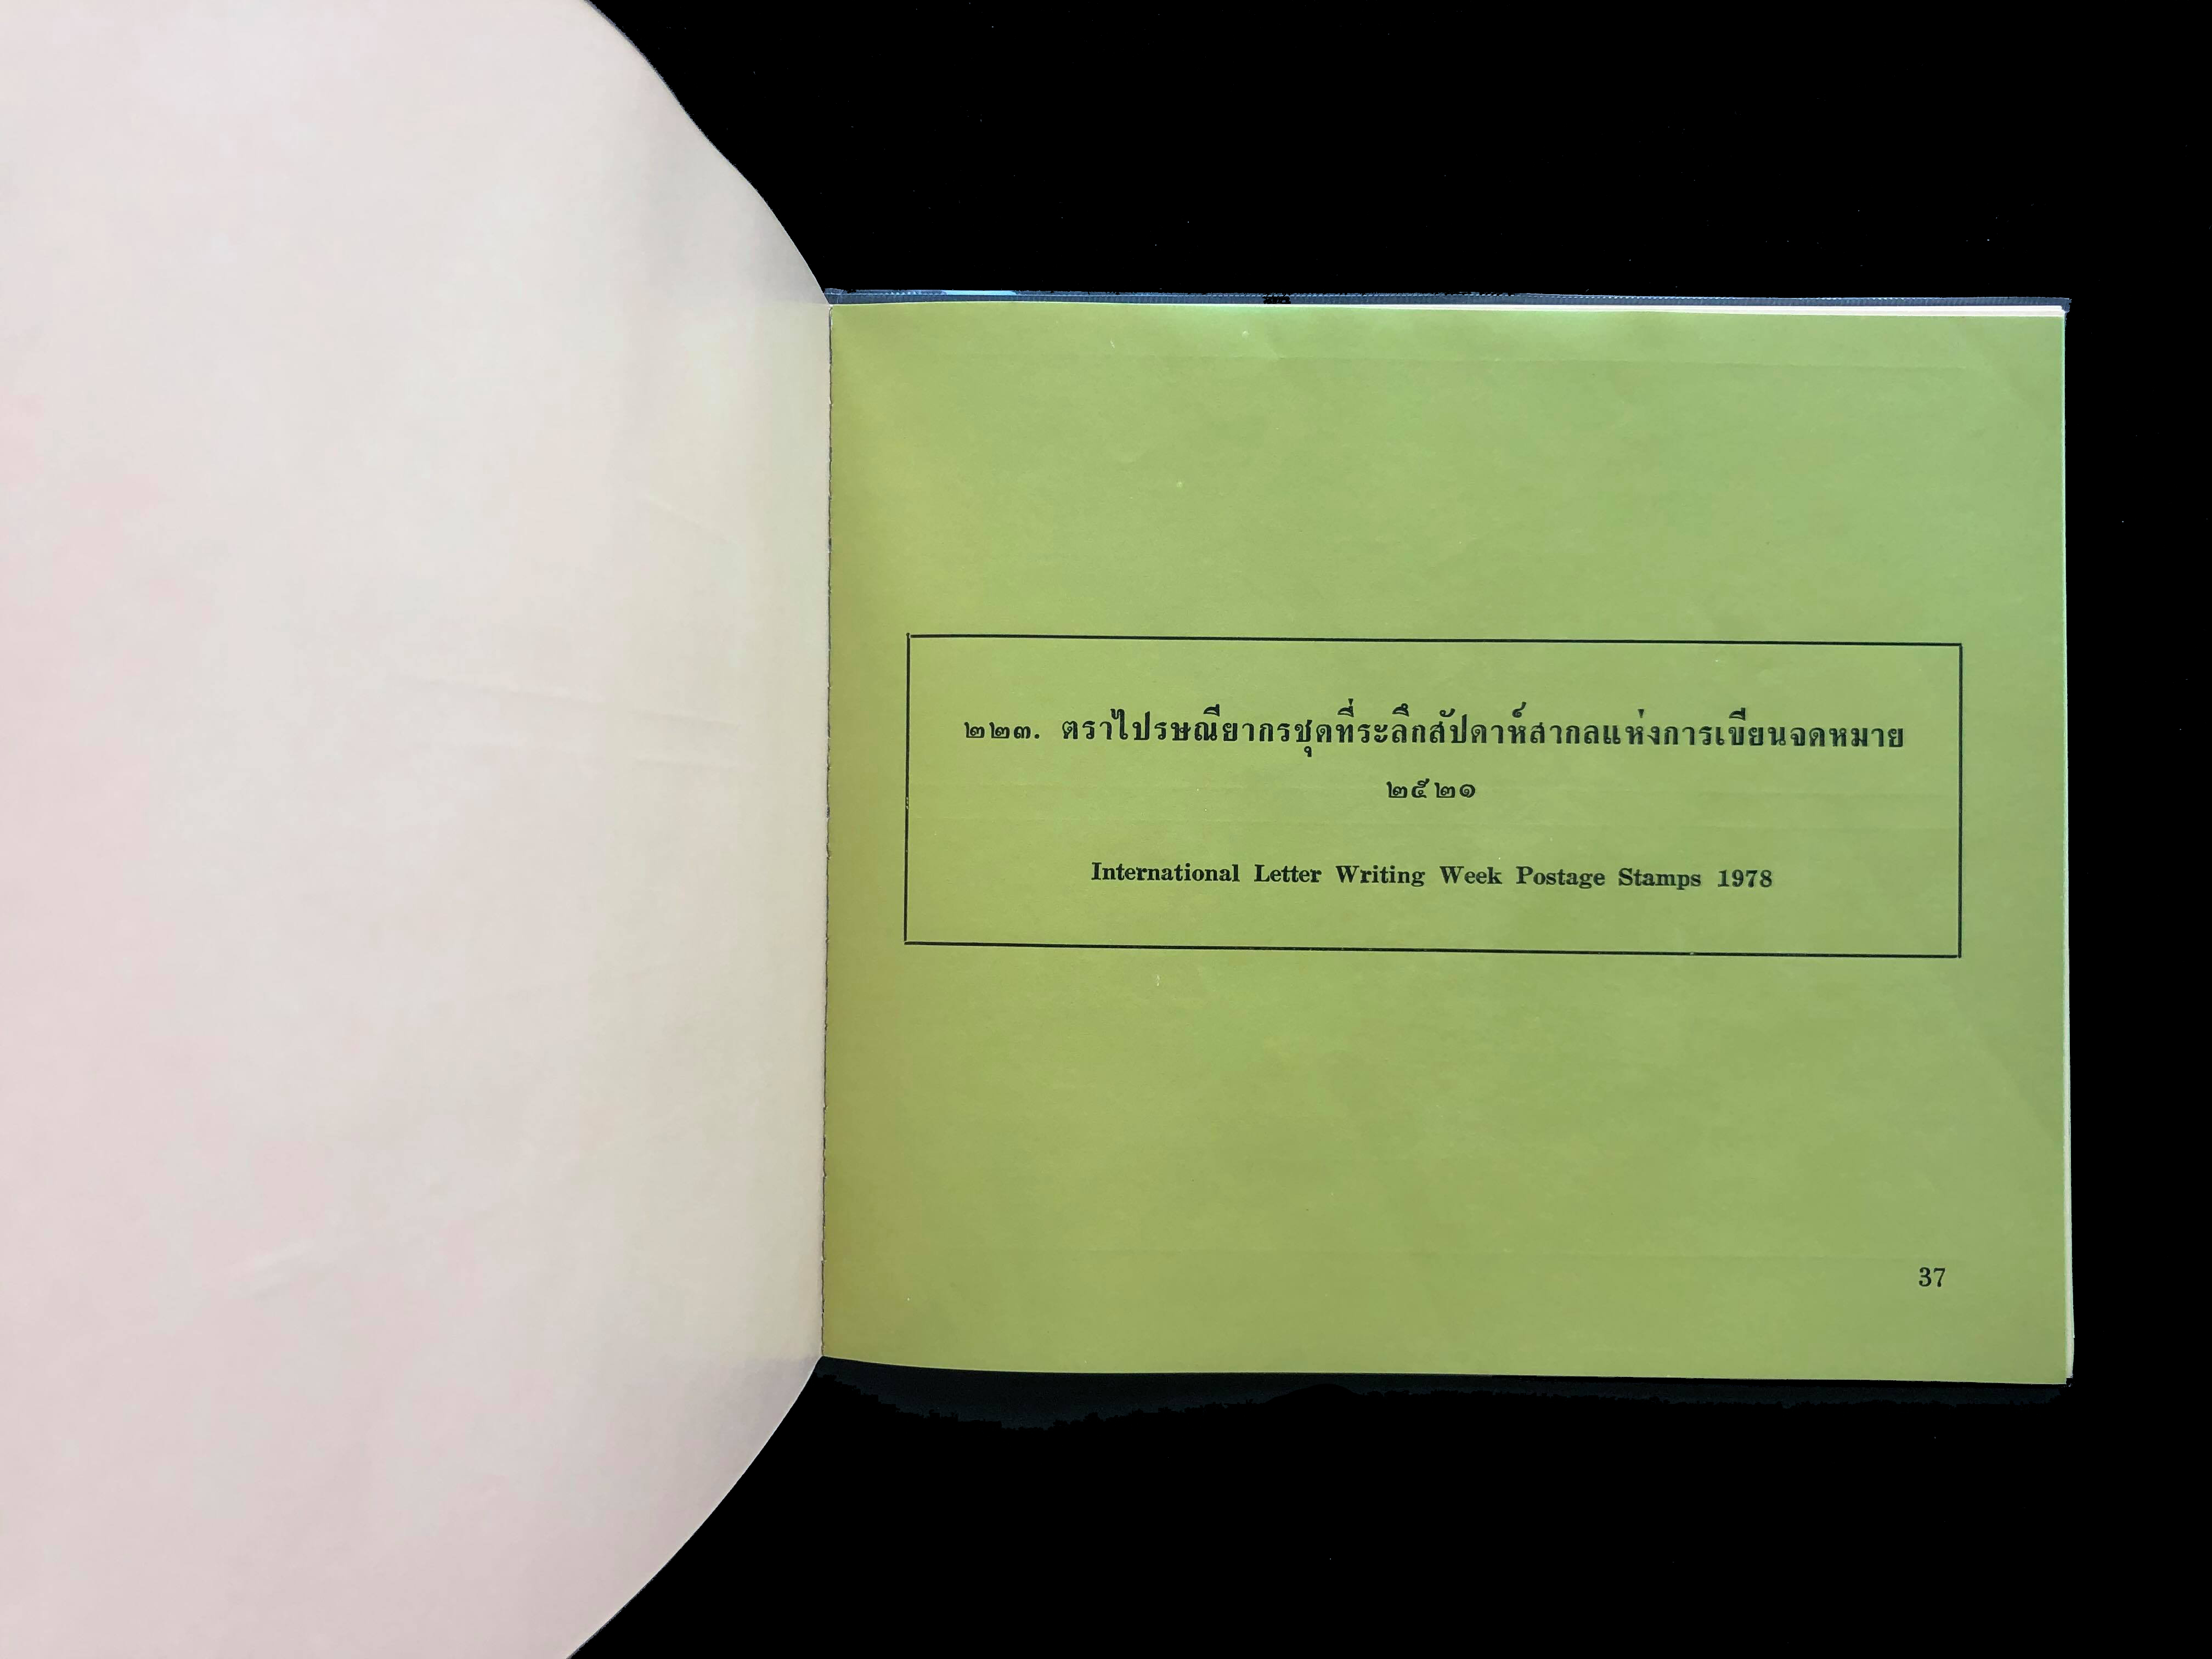 ๒๒๓. ตราไปรษณียากรชุดที่ระลึกสัปดาห์สากลแห่งการเขียนจดหมาย
๒๕๒๑
International Letter Writing Week Postage Stamps 1978
37